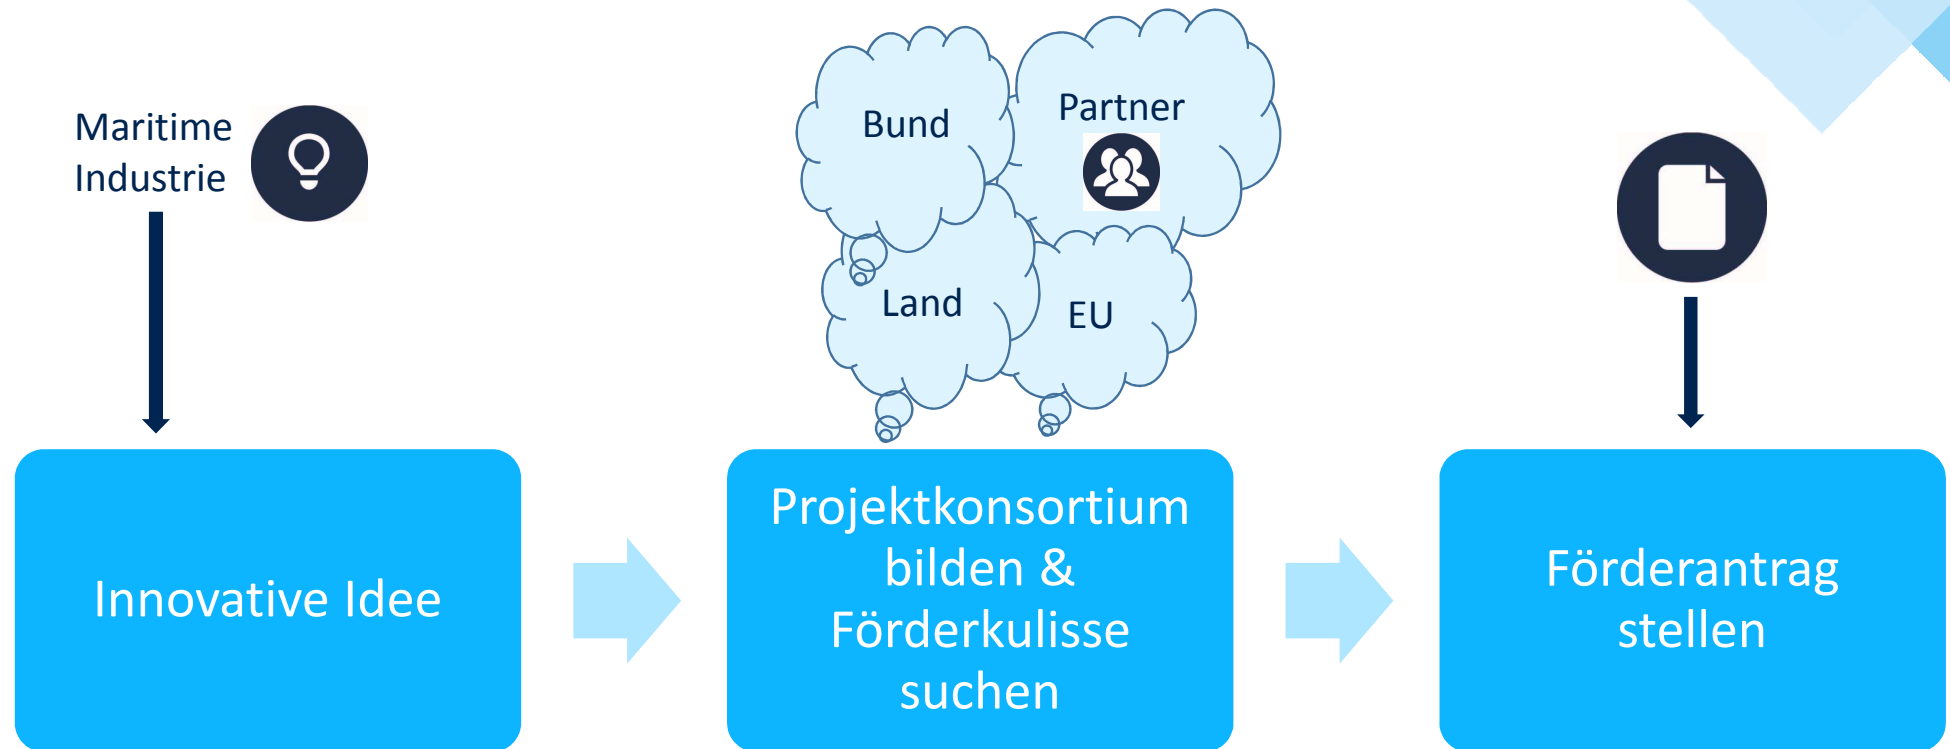 Maritime
Industrie
Bund
Partner
Land
EU
Innovative Idee
Projektkonsortium
bilden &
Förderkulisse
suchen
Förderantrag
stellen